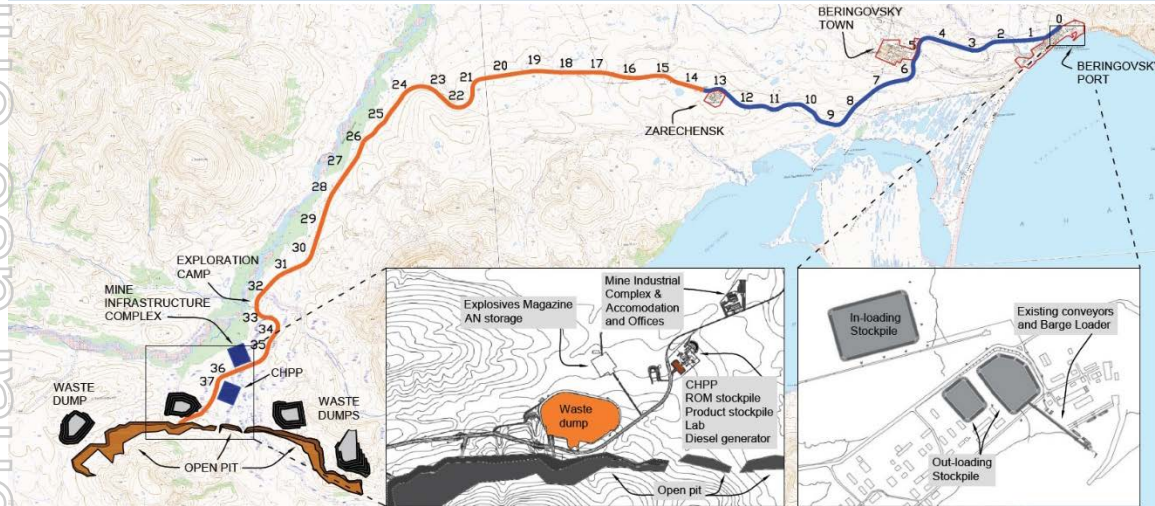 BERINGOVSKY
TOWN
0
1
2
3
4
5
6
7
8
9
10
11
12
13
14
15
16
17
18
19
20
21
22
23
24
25
26
27
28
29
30
31
32
33
34
35
36
37
BERINGOVSKY
PORT
ZARECHENSK
EXPLORATION
CAMP
MINE
INFRASTRUCTURE
COMPLEX
CHPP
WASTE
DUMP
WASTE
DUMPS
OPEN PIT
Mine Industrial
Complex &
Accomodation
and Offices
Explosives Magazine
AN storage
CHPP
ROM stockpile
Product stockpile
Lab
Diesel generator
Waste
dump
Open pit
In-loading
Stockpile
Existing conveyors
and Barge Loader
Out-loading
Stockpile